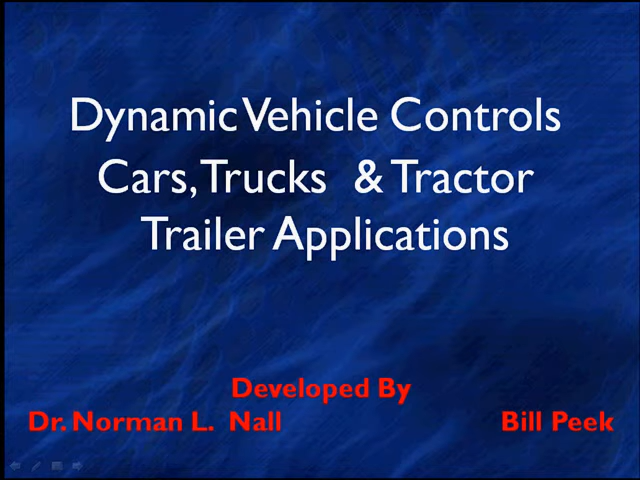 Dynamic Vehicle Controls
Cars, Trucks & Tractor
Trailer Applications
Developed By
Dr. Norman L. Nall Bill Peek